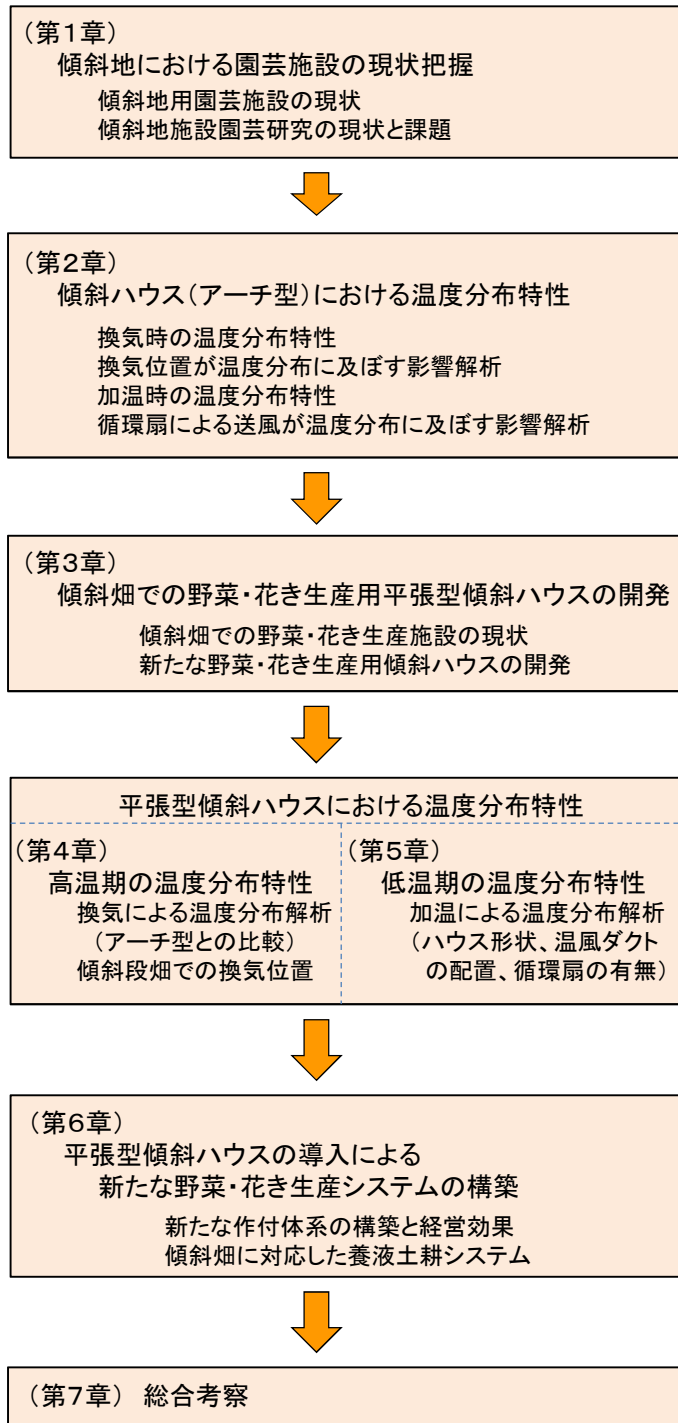 (第1章)
傾斜地における園芸施設の現状把握
傾斜地用園芸施設の現状
傾斜地施設園芸研究の現状と課題
(第2章)
傾斜ハウス(アーチ型)における温度分布特性
換気時の温度分布特性
換気位置が温度分布に及ぼす影響解析
加温時の温度分布特性
循環扇による送風が温度分布に及ぼす影響解析
(第3章)
傾斜畑での野菜・花き生産用平張型傾斜ハウスの開発
傾斜畑での野菜・花き生産施設の現状
新たな野菜・花き生産用傾斜ハウスの開発
平張型傾斜ハウスにおける温度分布特性
(第4章)
高温期の温度分布特性
換気による温度分布解析
(アーチ型との比較)
傾斜段畑での換気位置
(第5章)
低温期の温度分布特性
加温による温度分布解析
(ハウス形状、温風ダクト
の配置、循環扇の有無)
(第6章)
平張型傾斜ハウスの導入による
新たな野菜・花き生産システムの構築
新たな作付体系の構築と経営効果
傾斜畑に対応した養液土耕システム
(第7章) 総合考察